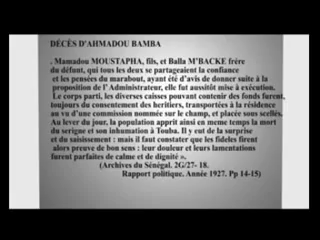 DÉCÈS D'AHMADOU BAMBA
. Mamadou MOUSTAPHA, fils, et Balla M'BACKE frère
du défant, qui tous les deux se partageaient la confiance
et les pensées du marabout, ayant été d'avis de donner suite à la
proposition de l'Administrateur, elle fut aussitôt mise à exécution.
Le corps parti, les diverses caisses pouvant contenir des fonds furent,
toujours du consentement des heritiers, transportées à la résidence
an vu d'une commission nommée sur le champ, et placée sous scellés.
Au lever du jour, la population apprit ainsi en meme temps la mort
du serigne et son inhumation à Touba. Il y eut de la surprise
et du saisissement : mais il faut constater que les fideles firent
alors preuve de bon sens : leur douleur et leurs lamentations
furent parfaites de calme et de dignité ».
(Archives du Sénégal. 2G/27- 18.
Rapport politique. Année 1927. Pp 14-15)